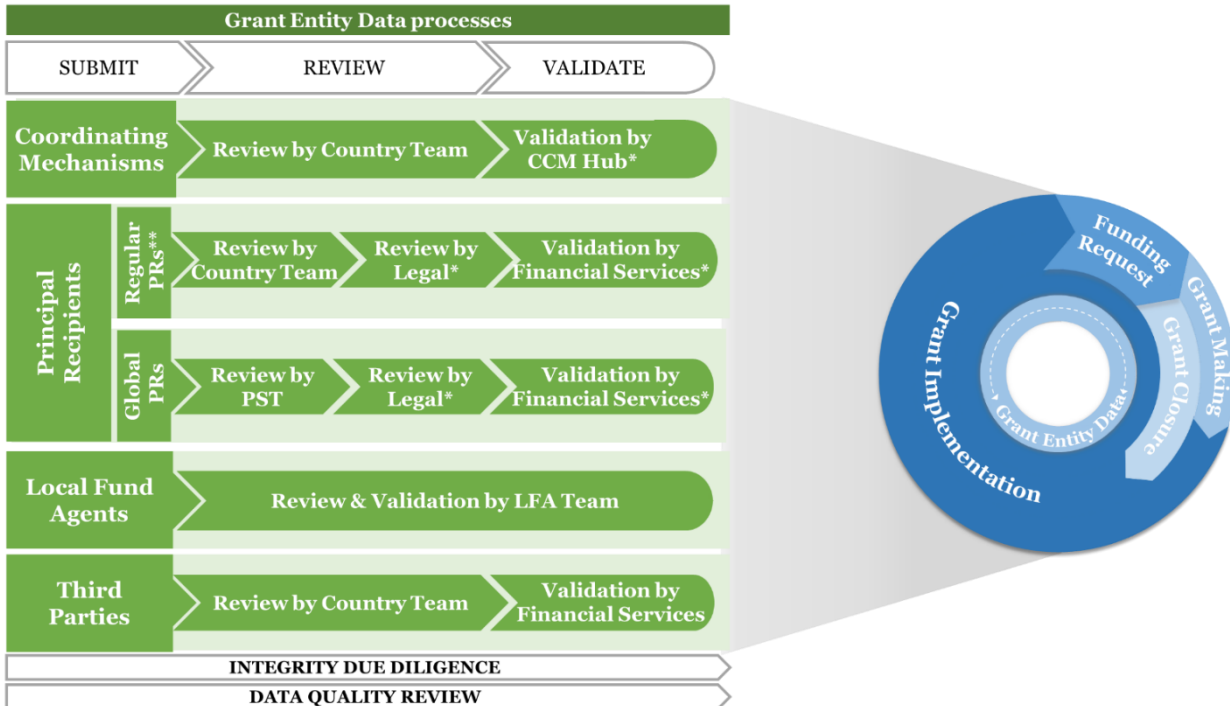 Grant Entity Data processes
SUBMIT
REVIEW
VALIDATE
Coordinating
Mechanisms
Review by Country Team
Validation by
CCM Hub*
Principal
Recipients
Regular
PRs**
Review by
Country Team
Review by
Legal*
Validation by
Financial Services*
Global
PRs
Review by
PST
Review by
Legal*
Validation by
Financial Services*
Local Fund
Agents
Review & Validation by LFA Team
Third
Parties
Review by Country Team
Validation by
Financial Services
INTEGRITY DUE DILIGENCE
DATA QUALITY REVIEW
Funding
Request
Grant Making
Grant Closure
Grant Implementation
Grant Entity Data